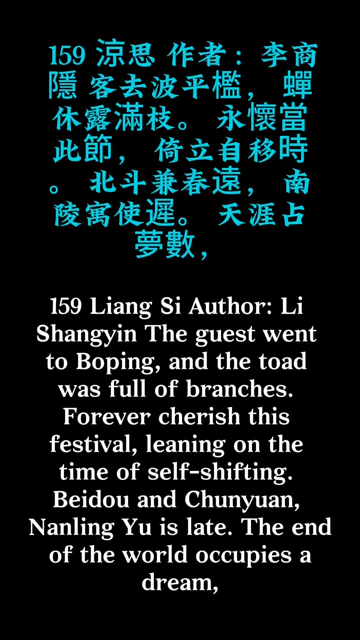 159 涼思 作者：李商
隱 客去波平檻， 蟬
休露滿枝。 永懷當
此節， 倚立自移時
。 北斗兼春遠， 南
陵寓使遲。 天涯占
夢數，
159 Liang Si Author: Li
Shangyin The guest went
to Boping, and the toad
was full of branches.
Forever cherish this
festival, leaning on the
time of self-shifting.
Beidou and Chunyuan,
Nanling Yu is late. The end
of the world occupies a
dream,